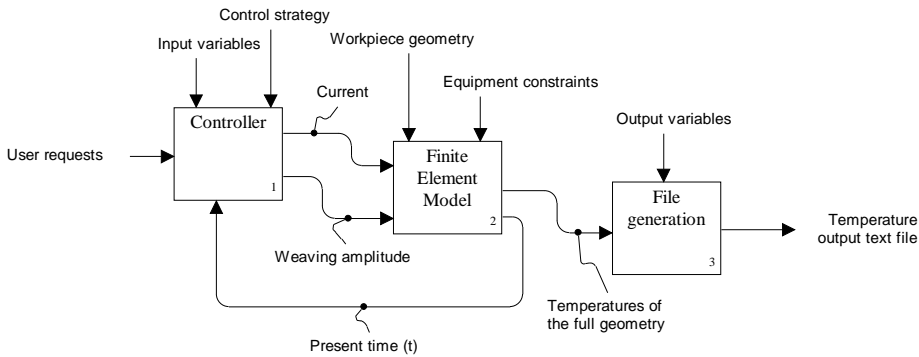 Control strategy
Input variables
Workpiece geometry
Equipment constraints
Current
Output variables
User requests
Controller
1
Finite
Element
Model
2
File
generation
3
Temperature
output text file
Weaving amplitude
Temperatures of
the full geometry
Present time (t)